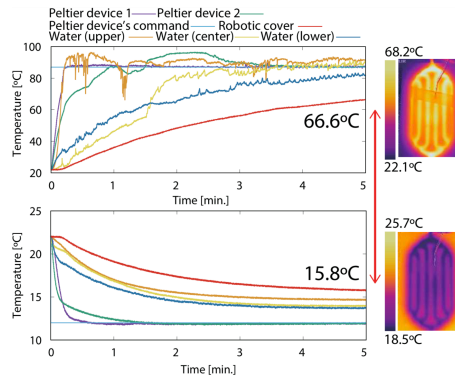 Peltier device 1 Peltier device 2
Peltier device's command Robotic cover
Water (upper) Water (center) Water (lower)
100
80
60
40
20
Temperature [ºC]
66.6ºC
0 1 2 3 4 5
Time [min.]
68.2ºC
22.1ºC
25
20
15
10
Temperature [ºC]
15.8ºC
0 1 2 3 4 5
Time [min.]
25.7ºC
18.5ºC